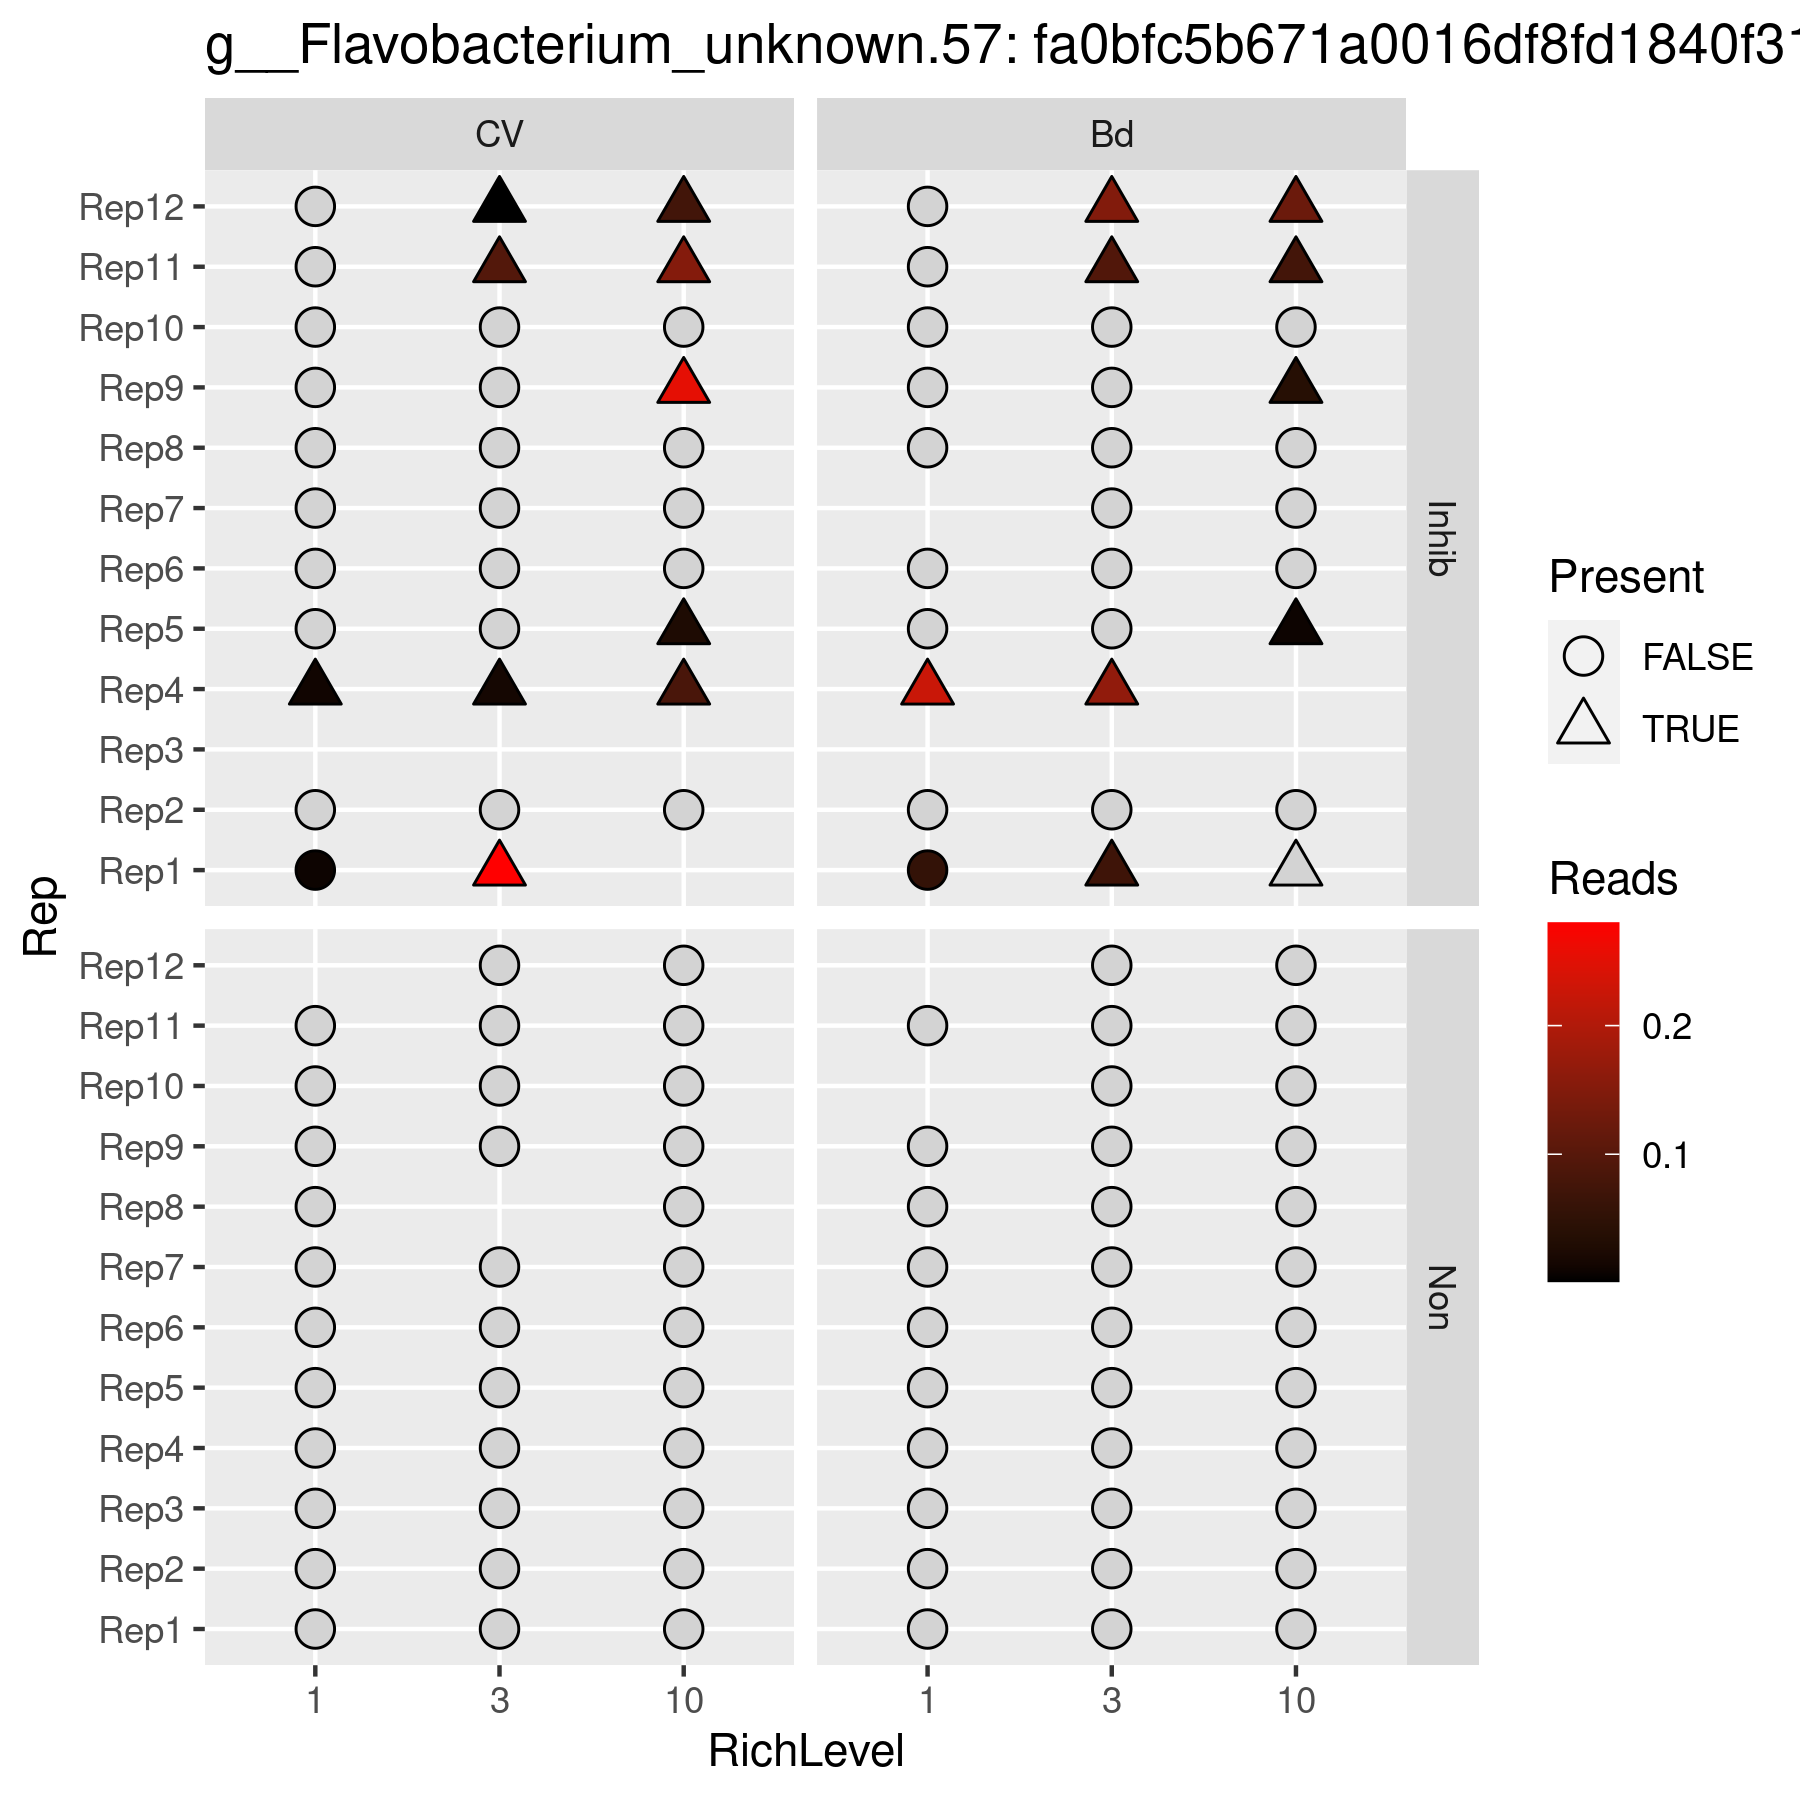 g__Flavobacterium_unknown.57: fa0bfc5b671a0016df8fd1840f31
CV
Bd
Rep12
Rep11
Rep10
Rep9
Rep8
Rep7
Rep6
Rep5
Rep4
Rep3
Rep2
Rep1
Inhib
Rep12
Rep11
Rep10
Rep9
Rep8
Rep7
Rep6
Rep5
Rep4
Rep3
Rep2
Rep1
Non
Rep
1 3 10
1 3 10
RichLevel
Present
FALSE
TRUE
Reads
0.2
0.1